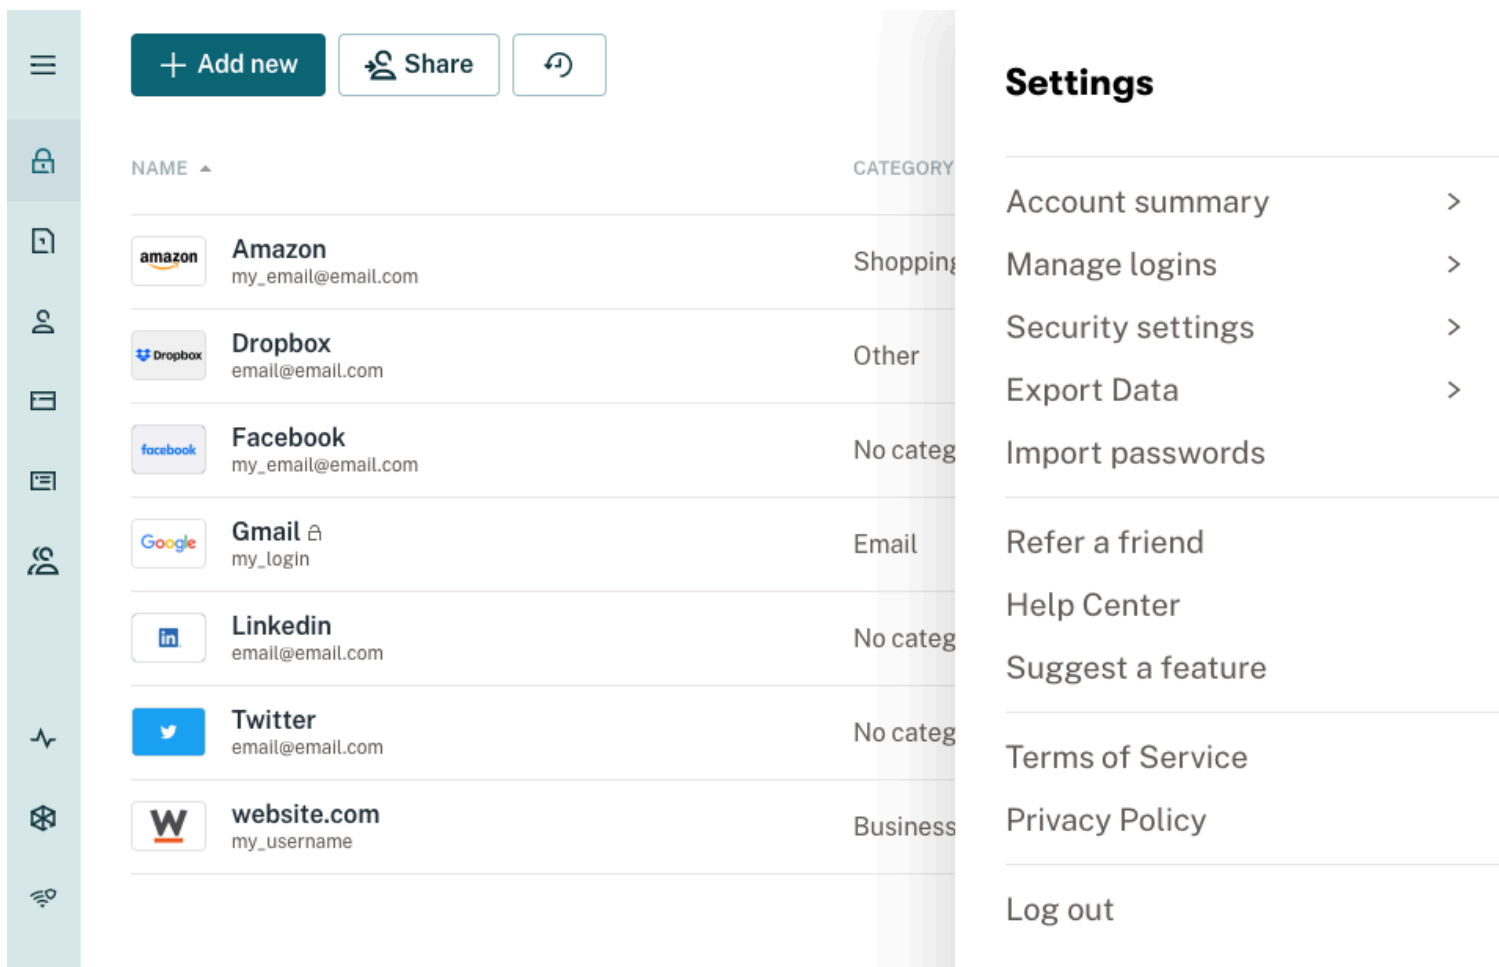 Add new
Share
Settings
NAME
CATEGORY
amazon
Amazon
my_email@email.com
Shopping
Dropbox
Dropbox
email@email.com
Other
facebook
Facebook
my_email@email.com
No categ
Google
Gmail
my_login
Email
in
Linkedin
email@email.com
No categ
Twitter
email@email.com
No categ
W
website.com
my_username
Business
Account summary
Manage logins
Security settings
Export Data
Import passwords
Refer a friend
Help Center
Suggest a feature
Terms of Service
Privacy Policy
Log out